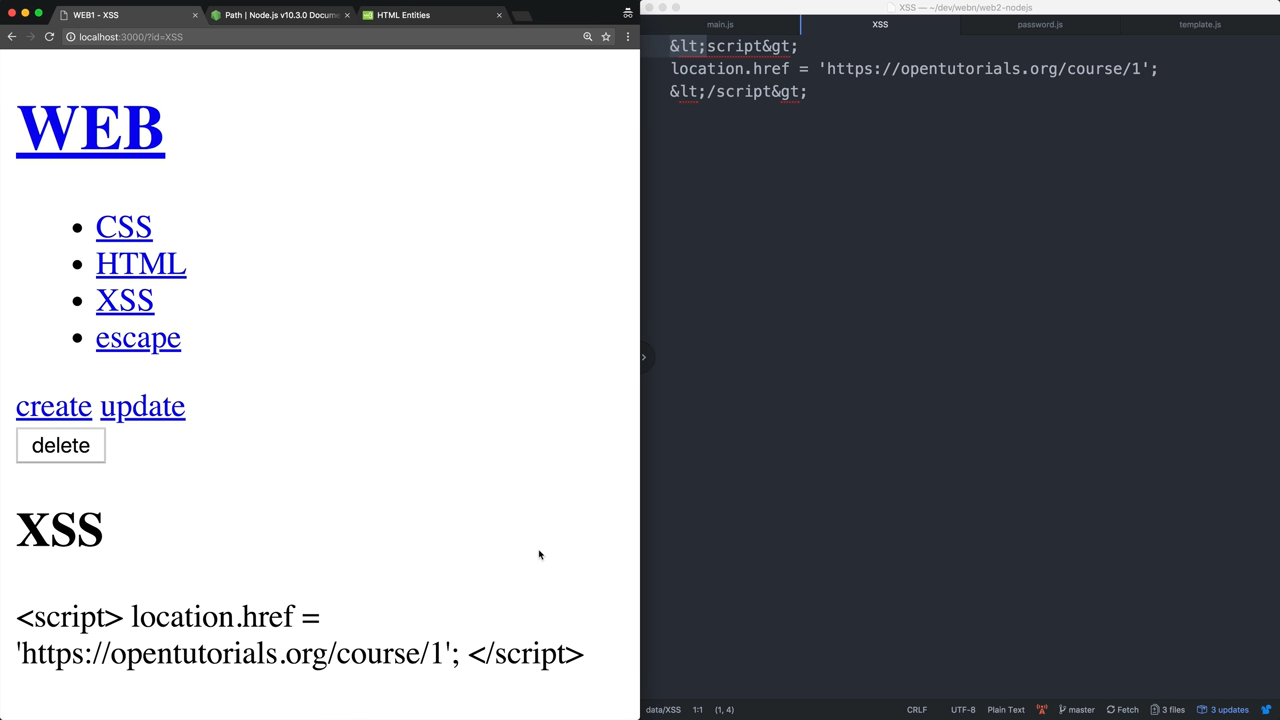 WEB1 - XSS
Path | Node.js v10.3.0 Docume
HTML Entities
localhost:3000/?id=XSS
WEB
CSS
HTML
XSS
escape
create update
delete
XSS
<script> location.href =
'https://opentutorials.org/course/1'; </script>
XSS — ~/dev/webn/web2-nodejs
main.js
XSS
password.js
template.js
&lt;script&gt;
location.href = 'https://opentutorials.org/course/1';
&lt;/script&gt;
data/XSS 1:1 (1, 4)
CRLF UTF-8 Plain Text master Fetch 3 files 3 updates